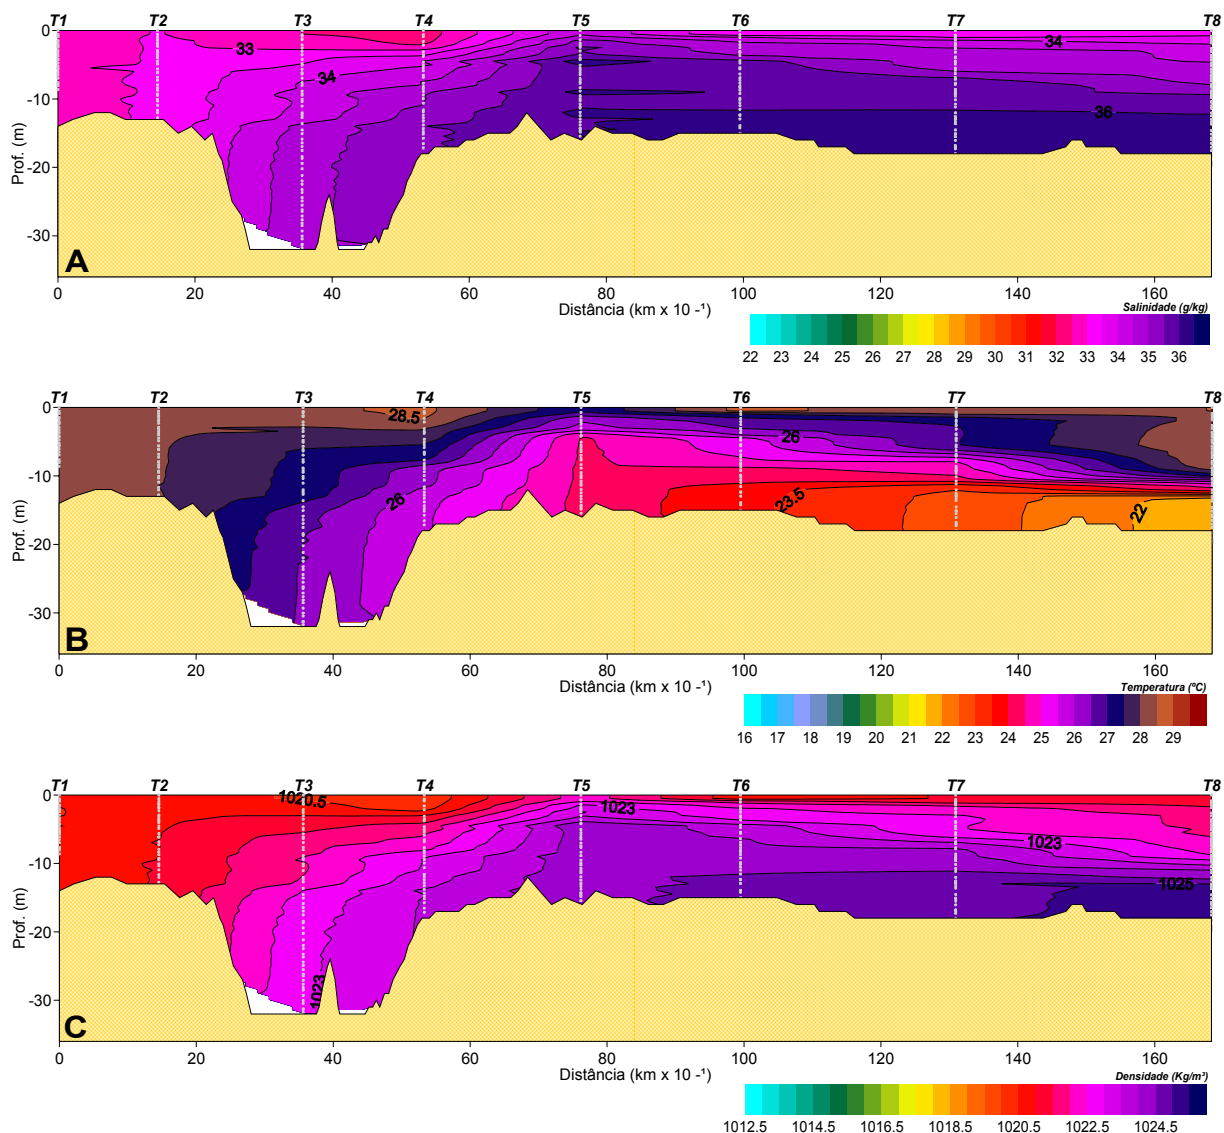 T1 T2 T3 T4 T5 T6 T7 T8
0
-10
-20
-30
Prof. (m)
33
34
34
36
A
0 20 40 60 80 100 120 140 160
Distância (km x 10 -¹)
Salinidade (g/kg)
22 23 24 25 26 27 28 29 30 31 32 33 34 35 36
T1 T2 T3 T4 T5 T6 T7 T8
0
-10
-20
-30
Prof. (m)
28.5
26
26
23.5
22
B
0 20 40 60 80 100 120 140 160
Distância (km x 10 -¹)
Temperatura (ºC)
16 17 18 19 20 21 22 23 24 25 26 27 28 29
T1 T2 T3 T4 T5 T6 T7 T8
0
-10
-20
-30
Prof. (m)
1020.5
1023
1023
1025
1023
C
0 20 40 60 80 100 120 140 160
Distância (km x 10 -¹)
Densidade (Kg/m³)
1012.5 1014.5 1016.5 1018.5 1020.5 1022.5 1024.5